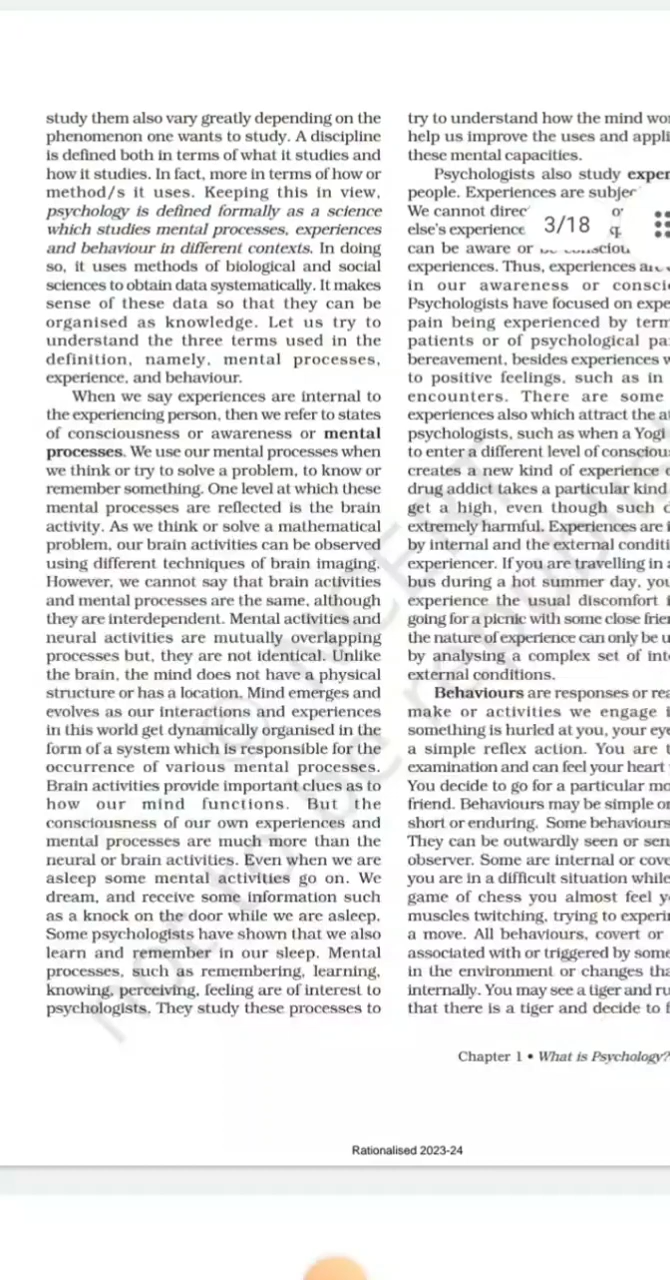 study them also vary greatly depending on the
phenomenon one wants to study. A discipline
is defined both in terms of what it studies and
how it studies. In fact, more in terms of how or
method/s it uses. Keeping this in view,
psychology is defined formally as a science
which studies mental processes, experiences
and behaviour in different contexts. In doing
so, it uses methods of biological and social
sciences to obtain data systematically. It makes
sense of these data so that they can be
organised as knowledge. Let us try to
understand the three terms used in the
definition, namely, mental processes,
experience, and behaviour.
When we say experiences are internal to
the experiencing person, then we refer to states
of consciousness or awareness or mental
processes. We use our mental processes when
we think or try to solve a problem, to know or
remember something. One level at which these
mental processes are reflected is the brain
activity. As we think or solve a mathematical
problem, our brain activities can be observed
using different techniques of brain imaging.
However, we cannot say that brain activities
and mental processes are the same, although
they are interdependent. Mental activities and
neural activities are mutually overlapping
processes but, they are not identical. Unlike
the brain, the mind does not have a physical
structure or has a location. Mind emerges and
evolves as our interactions and experiences
in this world get dynamically organised in the
form of a system which is responsible for the
occurrence of various mental processes.
Brain activities provide important clues as to
how our mind functions. But the
consciousness of our own experiences and
mental processes are much more than the
neural or brain activities. Even when we are
asleep some mental activities go on. We
dream, and receive some information such
as a knock on the door while we are asleep.
Some psychologists have shown that we also
learn and remember in our sleep. Mental
processes, such as remembering, learning,
knowing, perceiving, feeling are of interest to
psychologists. They study these processes to
try to understand how the mind
help us improve the uses and
these mental capacities.
Psychologists also study
people. Experiences are
We cannot
else's experience
3/18
can be aware or
experiences. Thus, experiences
in our awareness or
Psychologists have focused on
pain being experienced by
patients or of psychological
bereavement, besides experiences
to positive feelings, such as in
encounters. There are some
experiences also which attract the
psychologists, such as when a Yogi
to enter a different level of
creates a new kind of experience
drug addict takes a particular kind
get a high, even though such
extremely harmful. Experiences are
by internal and the external
experiencer. If you are travelling in
bus during a hot summer day,
experience the usual discomfort
going for a picnic with some close
the nature of experience can only be
by analysing a complex set of
external conditions.
Behaviours are responses or
make or activities we engage
something is hurled at you, your
a simple reflex action. You are
examination and can feel your heart
You decide to go for a particular
friend. Behaviours may be simple
short or enduring. Some behaviours
They can be outwardly seen or
observer. Some are internal or
you are in a difficult situation while
game of chess you almost feel
muscles twitching, trying to
a move. All behaviours, covert or
associated with or triggered by
in the environment or changes
internally. You may see a tiger and
that there is a tiger and decide to
Chapter 1 • What is Psychology?
Rationalised 2023-24
not to be